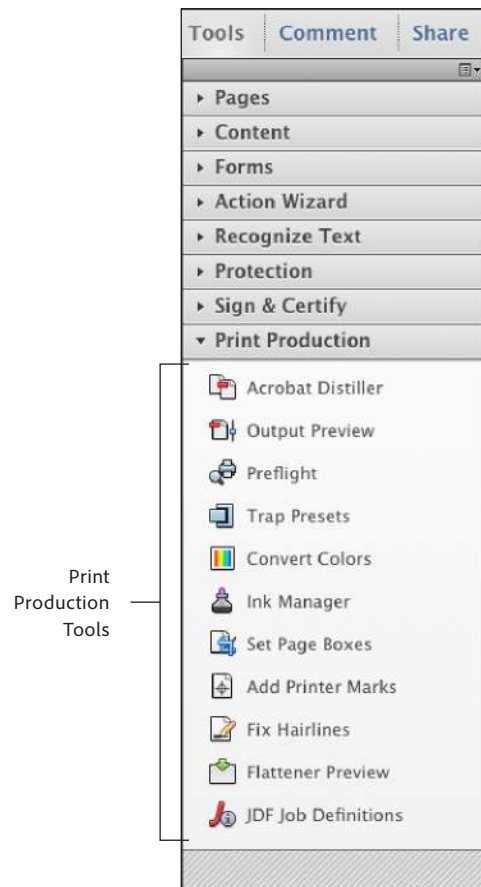 Tools Comment Share
Pages
Content
Forms
Action Wizard
Recognize Text
Protection
Sign & Certify
Print Production
Acrobat Distiller
Output Preview
Preflight
Trap Presets
Convert Colors
Ink Manager
Set Page Boxes
Add Printer Marks
Fix Hairlines
Flattener Preview
JDF Job Definitions
Print
Production
Tools